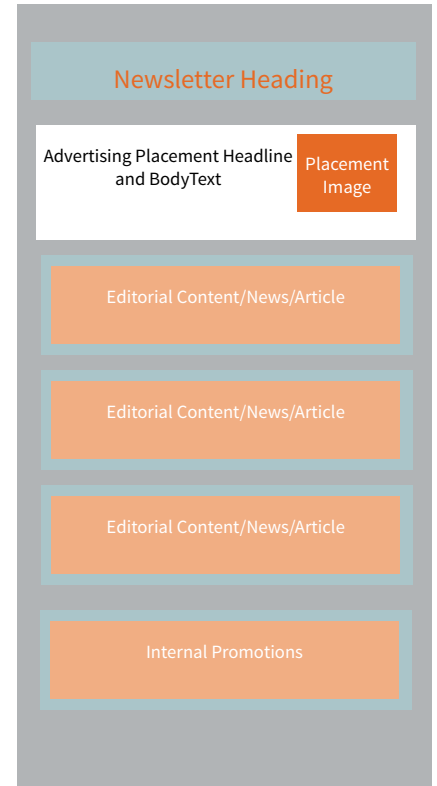 Newsletter Heading
Advertising Placement Headline
and BodyText
Placement
Image
Editorial Content/News/Article
Editorial Content/News/Article
Editorial Content/News/Article
Internal Promotions